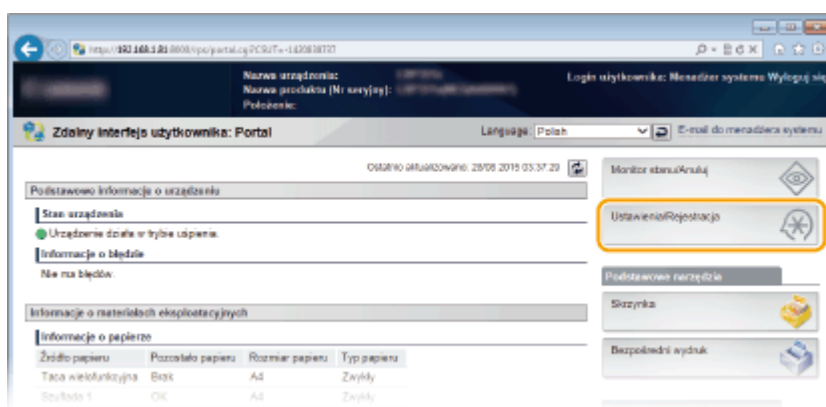 Nazwa urządzenia:
Nazwa produktu (Nr seryjny):
Położenie:
Login użytkownika: Menedżer systemu Wyloguj się
Zdalny interfejs użytkownika: Portal
Language: Polish
E-mail do menadżera systemu
Ostatnio aktualizowano: 28/08 2015 03:37:29
Monitor stanu/Anuluj
Podstawowe informacje o urządzeniu
Stan urządzenia
Ustawienia/Rejestracja
Urządzenie działa w trybie uśpienia.
Informacje o błędzie
Nie ma błędów.
Podstawowe narzędzia
Skrzynka
Informacje o materiałach eksploatacyjnych
Informacje o papierze
Bezpośredni wydruk
Źródło papieru Pozostało papieru Rozmiar papieru Typ papieru
Taca wielofunkcyjna Brak A4 Zwykły
Szuflada 1 OK A4 Zwykły